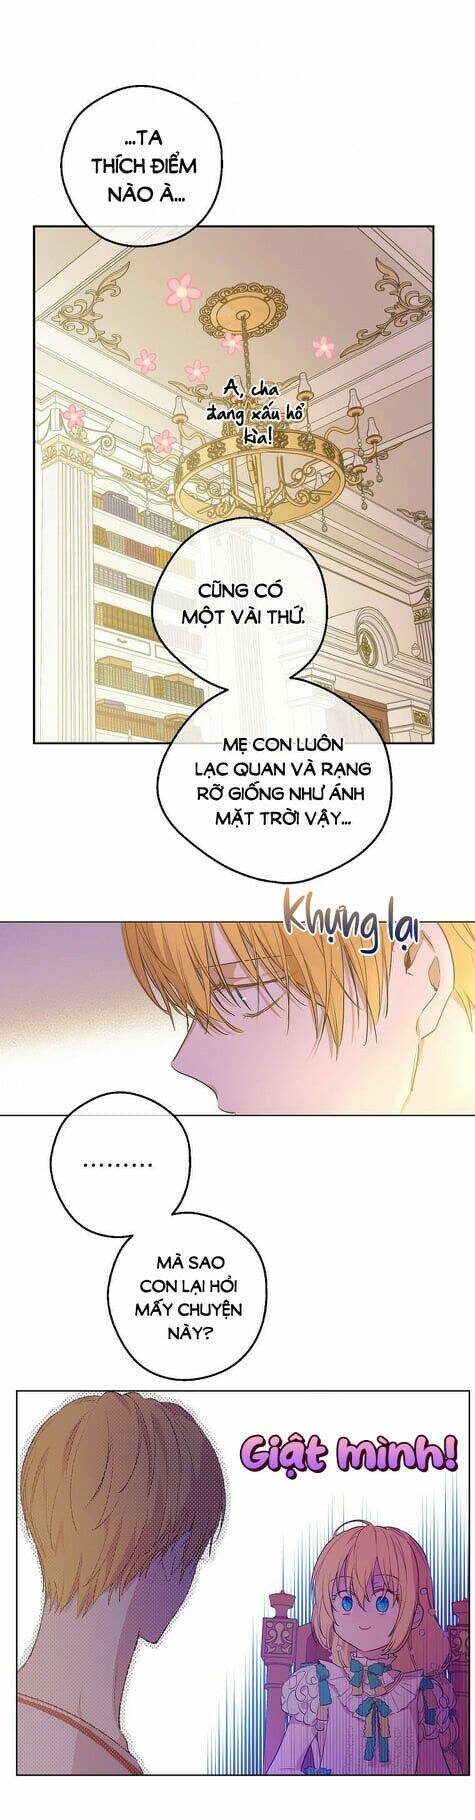 ...TA
THÍCH ĐIỂM
NÀO À...
A, cha
đang xấu hổ
kìa!
CŨNG CÓ
MỘT VÀI THỨ.
MẸ CON LUÔN
LẠC QUAN VÀ RẠNG
RỠ GIỐNG NHƯ ÁNH
MẶT TRỜI VẬY...
Khựng lại
.........
MÀ SAO
CON LẠI HỎI
MẤY CHUYỆN
NÀY?
Giật mình!